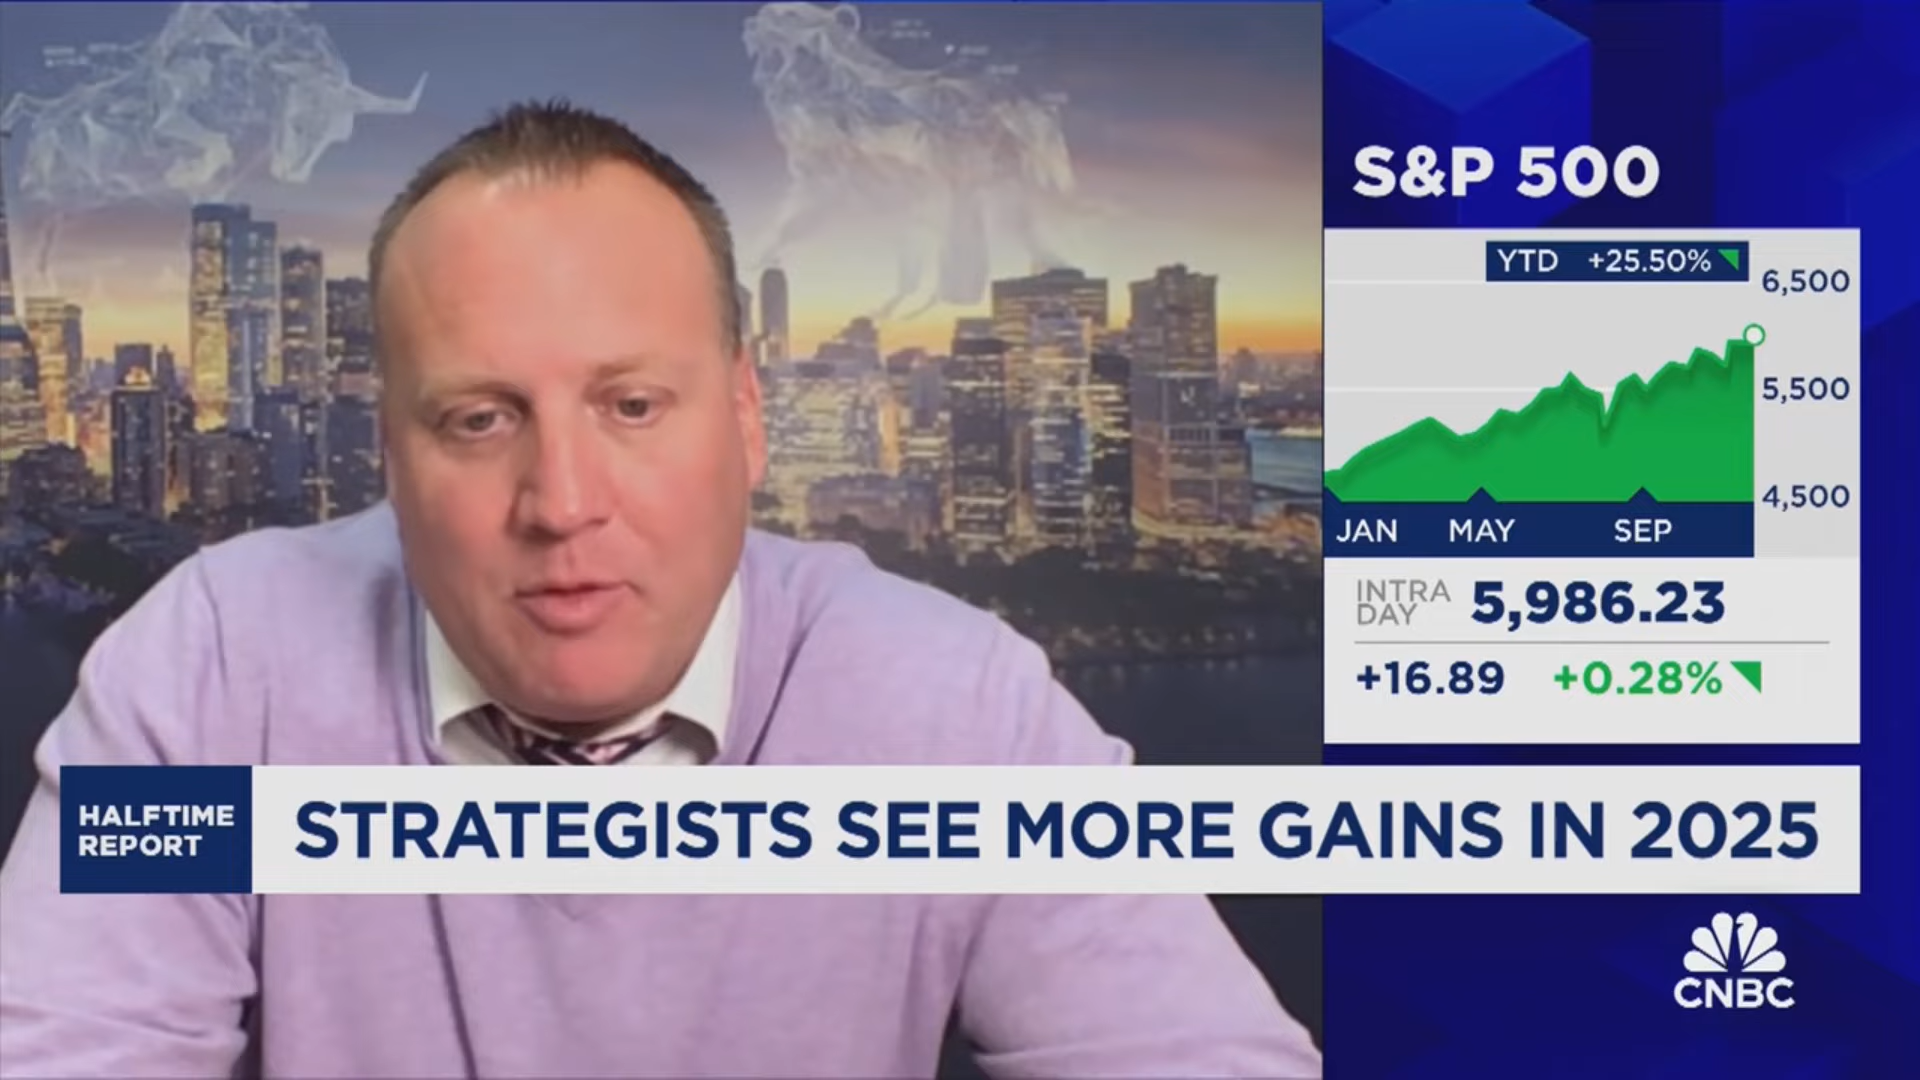 S&P 500
YTD +25.50%
6,500
5,500
4,500
JAN MAY SEP
INTRA
DAY
5,986.23
+16.89 +0.28%
HALFTIME
REPORT
STRATEGISTS SEE MORE GAINS IN 2025
CNBC